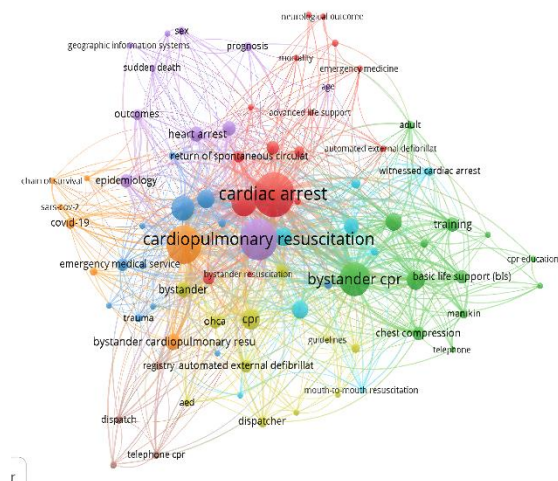 neurological outcome
sex
geographic information systems
prognosis
mortality
sudden death
emergency medicine
age
outcomes
advanced life support
adult
heart arrest
automated external defibrillat
return of spontaneous circulat
witnessed cardiac arrest
chain of survival
epidemiology
cardiac arrest
sars-cov-2
covid-19
training
cardiopulmonary resuscitation
emergency medical service
bystander resuscitation
bystander cpr
basic life support (bls)
cpr education
bystander
trauma
ohca
cpr
manikin
chest compression
bystander cardiopulmonary resu
guidelines
telephone
registry
automated external defibrillat
mouth-to-mouth resuscitation
aed
dispatch
dispatcher
telephone cpr
r